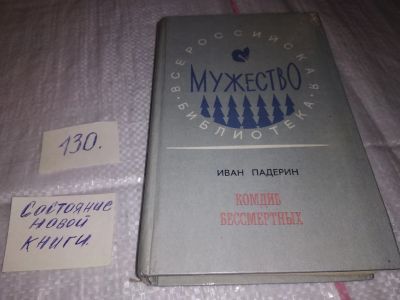 ВСЕРОССИЙСКАЯ
МУЖЕСТВО
БИБЛИОТЕКА
ИВАН ПАДЕРИН
КОМДИВ
БЕССМЕРТНЫХ
130.
СОСТОЯНИЕ
НОВОЙ
КНИГИ.